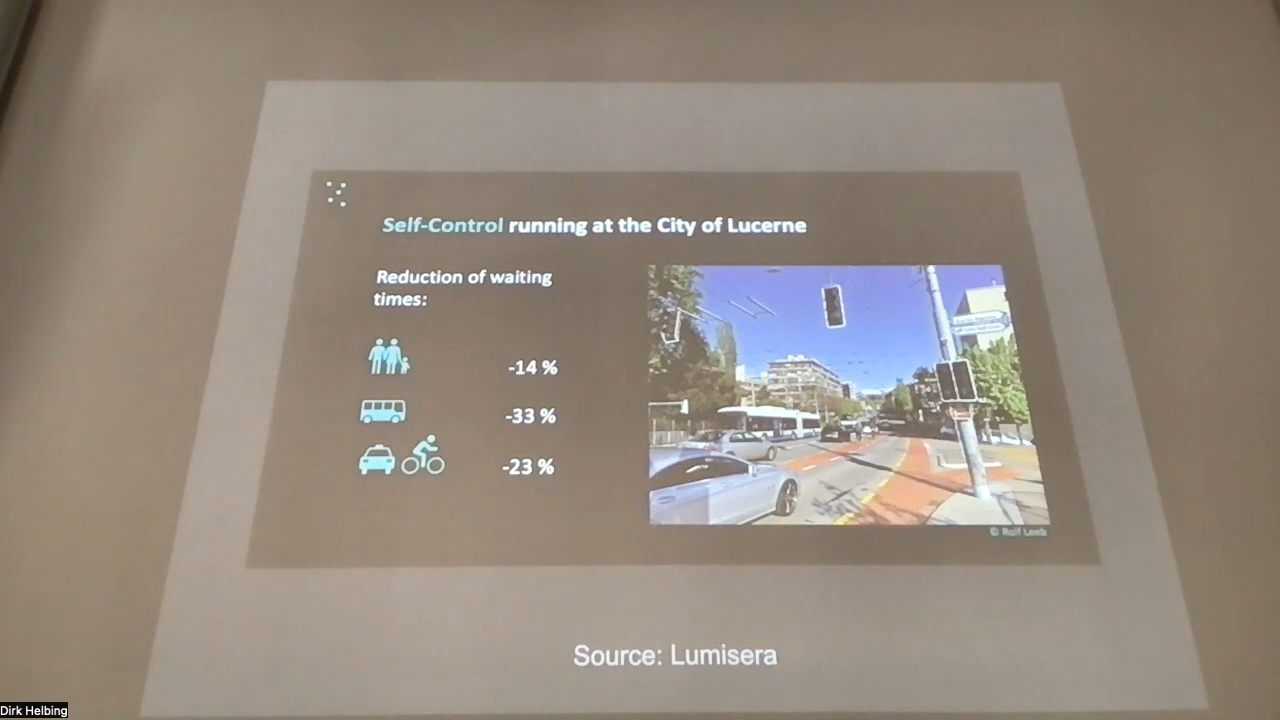 Self-Control running at the City of Lucerne
Reduction of waiting
times:
-14 %
-33 %
-23 %
© Rolf Leeb
Source: Lumisera
Dirk Helbing